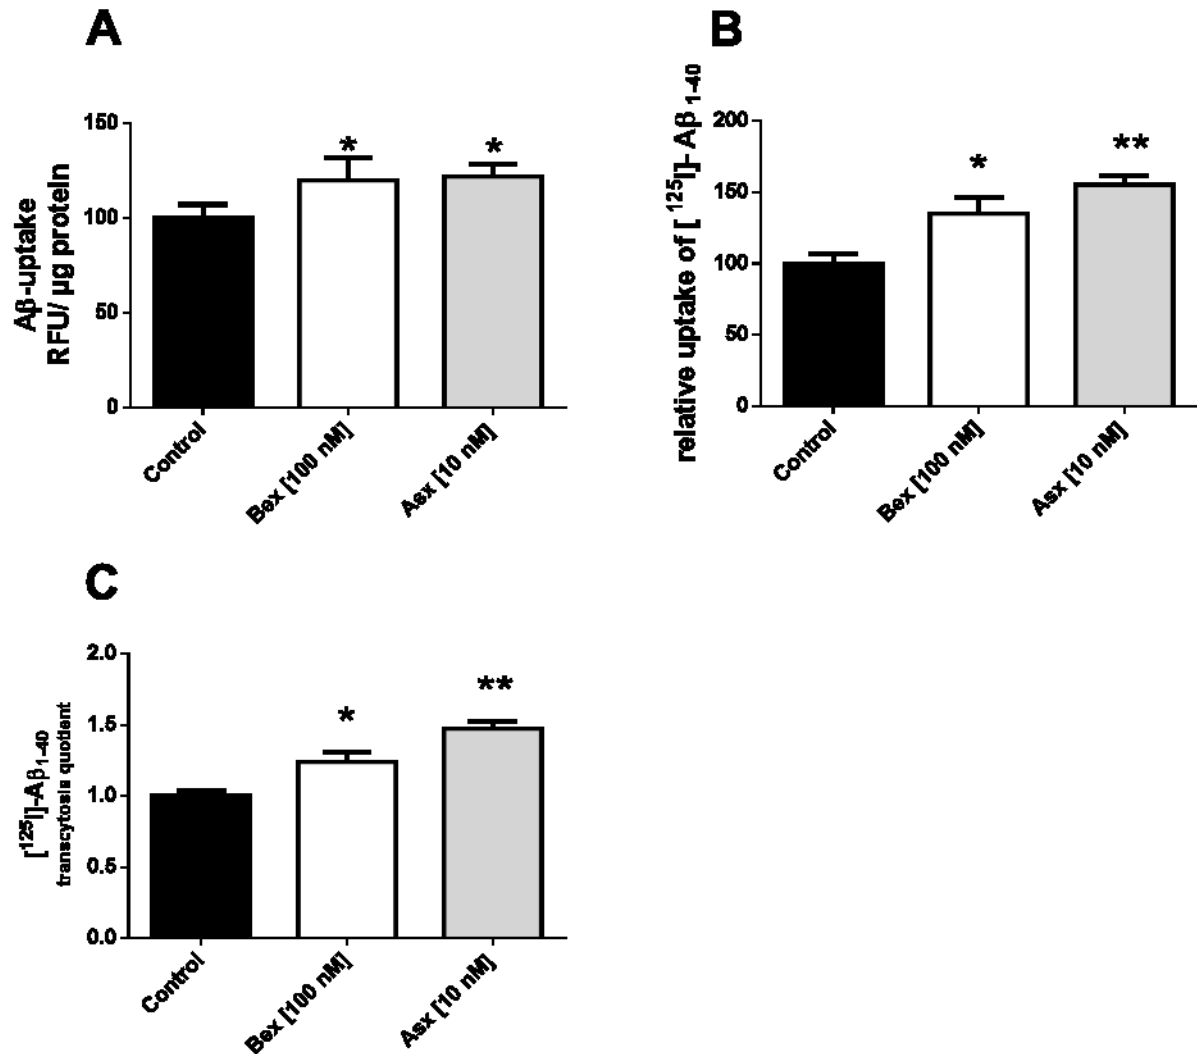 A
Aβ-uptake
RFU/ µg protein
150
100
50
0
*
*
Control
Bex [100 nM]
Asx [10 nM]
B
relative uptake of [ ¹²⁵I]- Aβ ₁₋₄₀
200
150
100
50
0
*
**
Control
Bex [100 nM]
Asx [10 nM]
C
[¹²⁵I]-Aβ₁₋₄₀
transcytosis quotient
2.0
1.5
1.0
0.5
0.0
*
**
Control
Bex [100 nM]
Asx [10 nM]